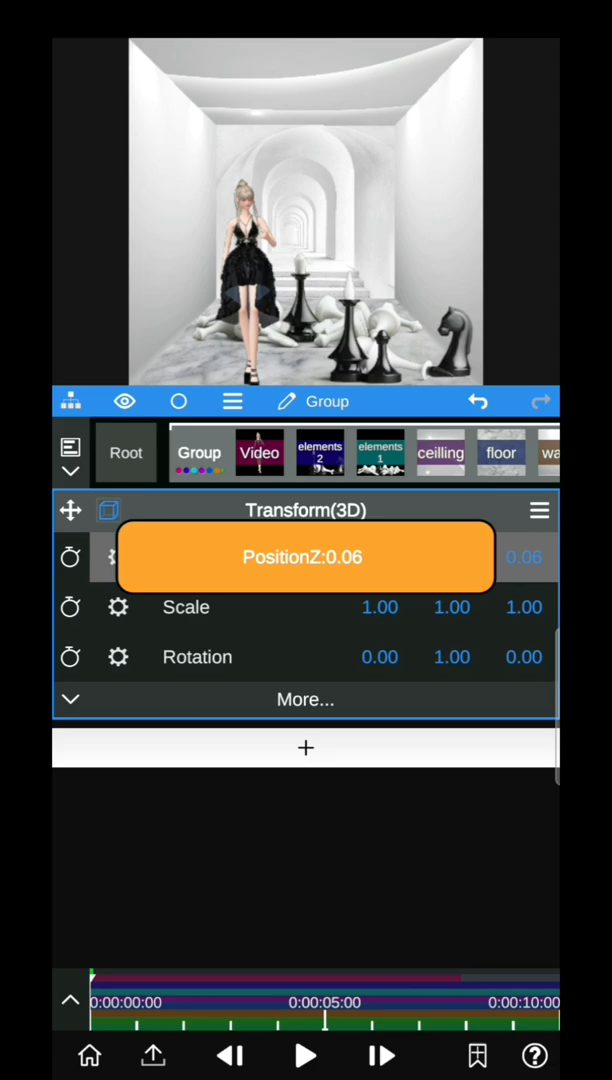 Group
Root
Group
Video
elements
2
elements
1
ceilling
floor
wa
Transform(3D)
PositionZ:0.06
0.06
Scale
1.00
1.00
1.00
Rotation
0.00
1.00
0.00
More...
+
0:00:00:00
0:00:05:00
0:00:10:00